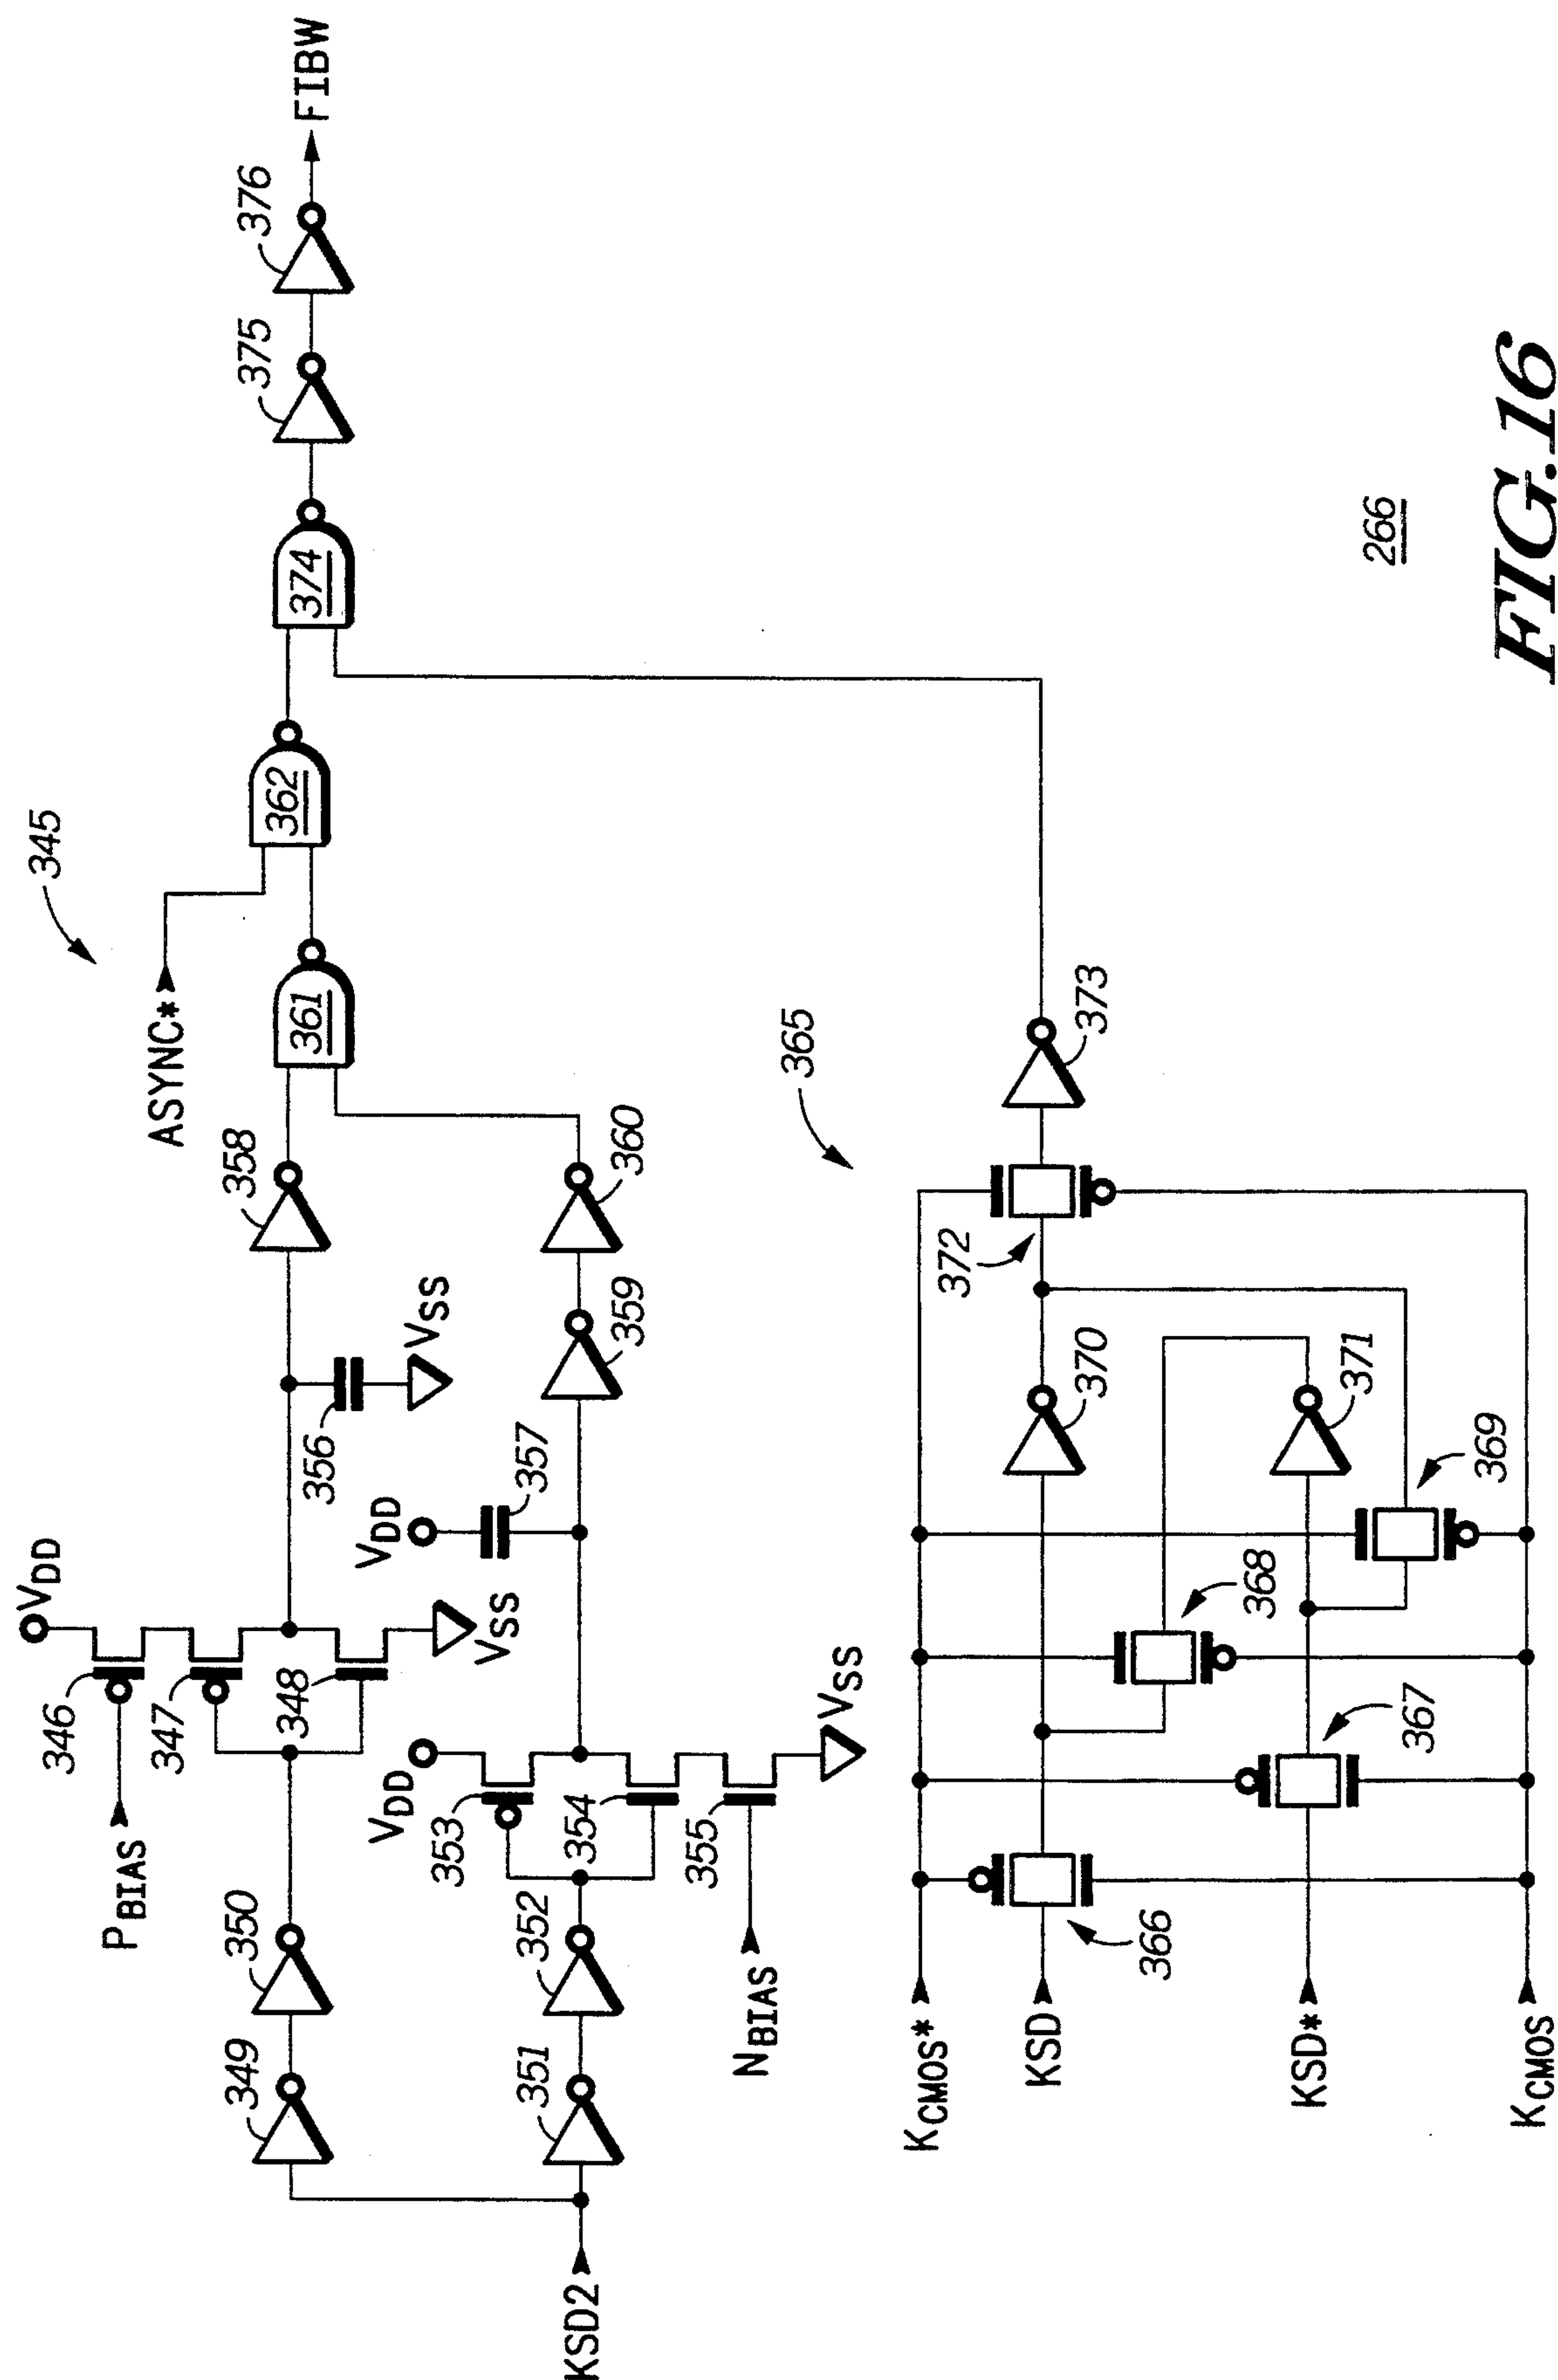 345
ASYNC*
FIBW
376
375
374
362
361
358
360
359
VDD
346
347
348
VSS
356
VSS
PBIAS
350
349
VDD
357
VDD
353
354
355
VSS
352
351
NBIAS
KSD2
365
373
372
370
371
369
368
367
366
KCMOS*
KSD
KSD*
KCMOS
266
FIG.16